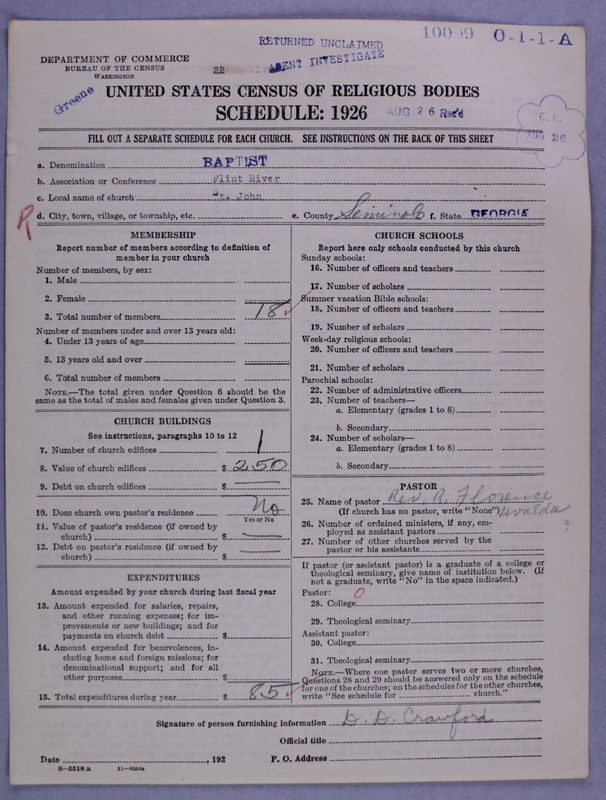 10099 O-1-1-A
RETURNED UNCLAIMED
AGENT INVESTIGATE
DEPARTMENT OF COMMERCE
BUREAU OF THE CENSUS
WASHINGTON
22
Greene
UNITED STATES CENSUS OF RELIGIOUS BODIES
SCHEDULE: 1926
AUG 26 Rec'd
C. C.
AUG 26
FILL OUT A SEPARATE SCHEDULE FOR EACH CHURCH. SEE INSTRUCTIONS ON THE BACK OF THIS SHEET
a. Denomination BAPTIST
b. Association or Conference Flint River
c. Local name of church St. John
R
d. City, town, village, or township, etc. e. County Seminole f. State GEORGIA
MEMBERSHIP
Report number of members according to definition of
member in your church
Number of members, by sex:
1. Male
2. Female
3. Total number of members 18
Number of members under and over 13 years old:
4. Under 13 years of age
5. 13 years old and over
6. Total number of members
NOTE.—The total given under Question 6 should be the
same as the total of males and females given under Question 3.
CHURCH BUILDINGS
See instructions, paragraphs 10 to 12
7. Number of church edifices 1
8. Value of church edifices $ 250
9. Debt on church edifices $
10. Does church own pastor's residence No
Yes or No
11. Value of pastor's residence (if owned by
church) $
12. Debt on pastor's residence (if owned by
church) $
EXPENDITURES
Amount expended by your church during last fiscal year
13. Amount expended for salaries, repairs,
and other running expenses; for im-
provements or new buildings; and for
payments on church debt $
14. Amount expended for benevolences, in-
cluding home and foreign missions; for
denominational support; and for all
other purposes $
15. Total expenditures during year $ 85
CHURCH SCHOOLS
Report here only schools conducted by this church
Sunday schools:
16. Number of officers and teachers
17. Number of scholars
Summer vacation Bible schools:
18. Number of officers and teachers
19. Number of scholars
Week-day religious schools:
20. Number of officers and teachers
21. Number of scholars
Parochial schools:
22. Number of administrative officers
23. Number of teachers—
a. Elementary (grades 1 to 8)
b. Secondary
24. Number of scholars—
a. Elementary (grades 1 to 8)
b. Secondary
PASTOR
25. Name of pastor Rev. R. Florence
(If church has no pastor, write "None") Uvalda
?
26. Number of ordained ministers, if any, em-
ployed as assistant pastors
27. Number of other churches served by the
pastor or his assistants
If pastor (or assistant pastor) is a graduate of a college or
theological seminary, give name of institution below. (If
not a graduate, write "No" in the space indicated.)
Pastor: 0
28. College
29. Theological seminary
Assistant pastor:
30. College
31. Theological seminary
NOTE.—Where one pastor serves two or more churches,
Questions 28 and 29 should be answered only on the schedule
for one of the churches; on the schedules for the other churches,
write "See schedule for church."
Signature of person furnishing information D. D. Crawford
Official title
Date , 192 P. O. Address
6-5518a 11-9554a